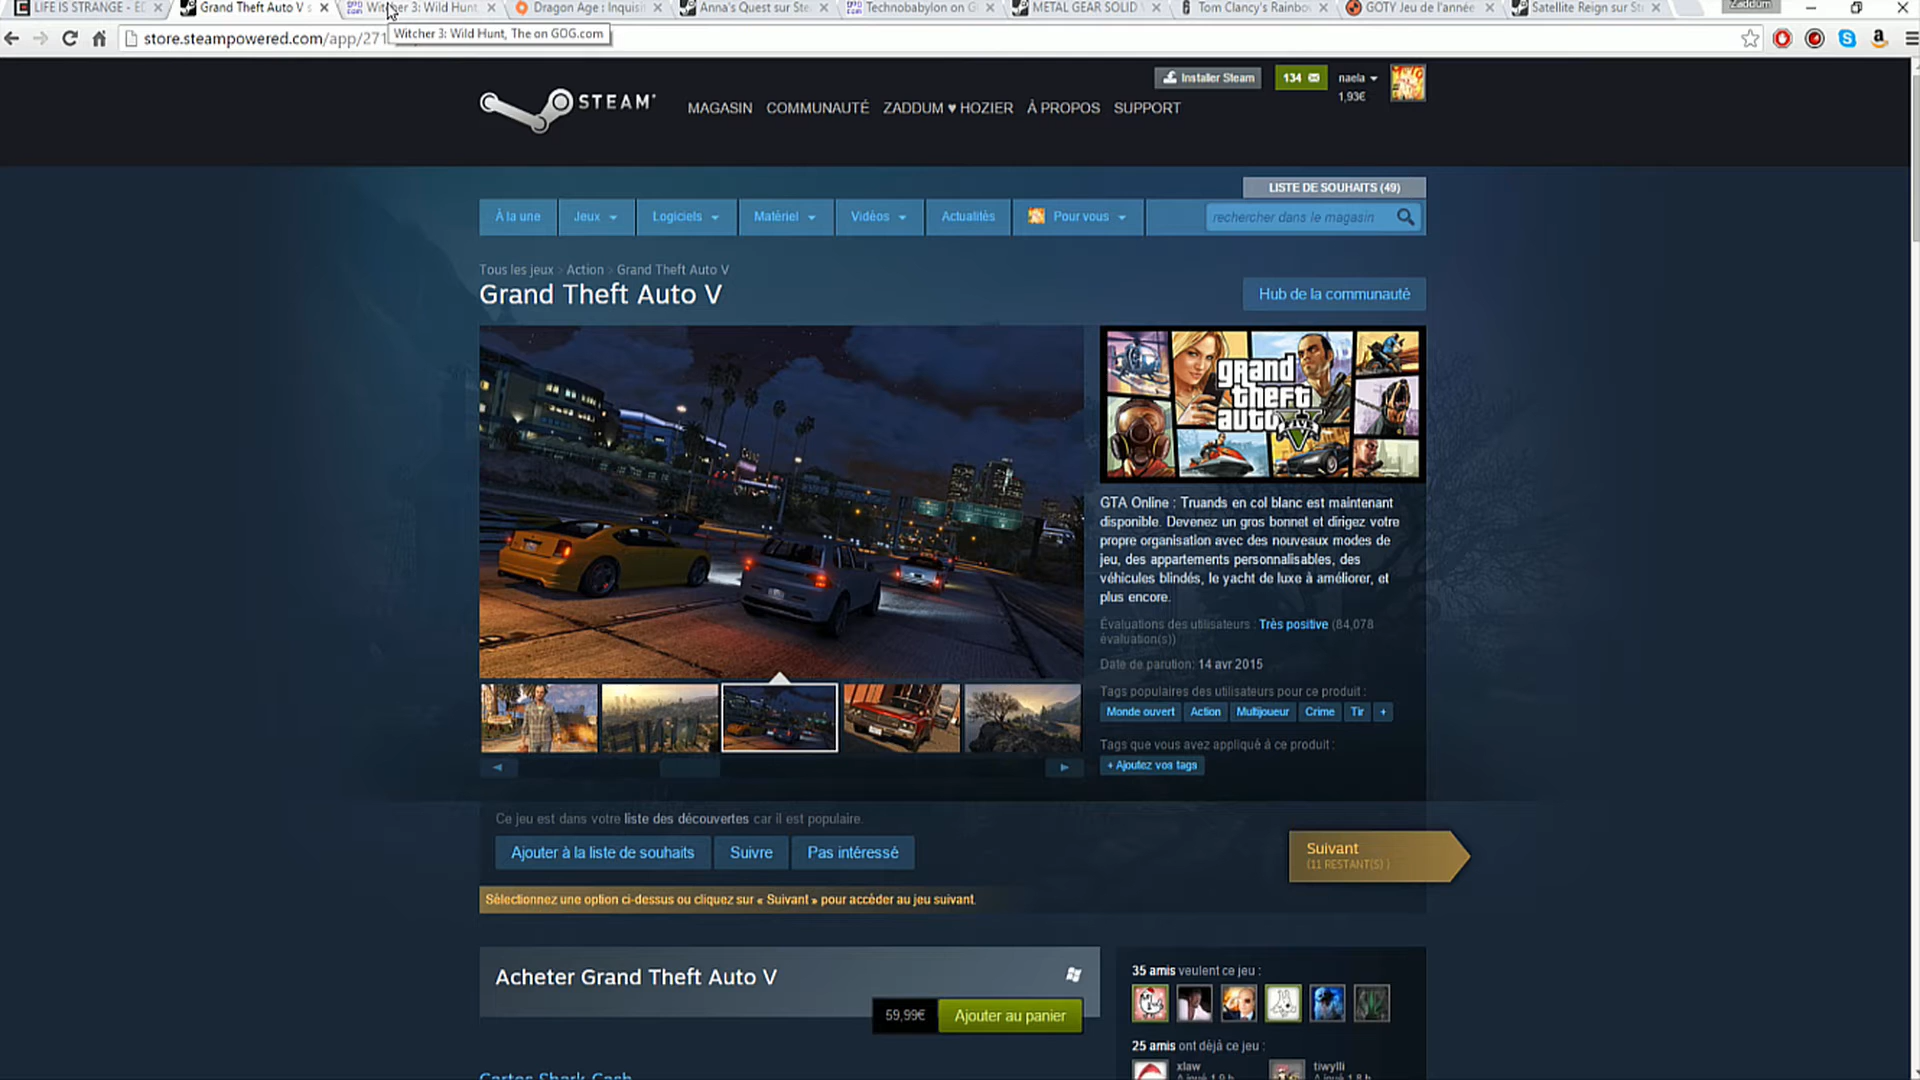 LIFE IS STRANGE - ED
Grand Theft Auto V s
Witcher 3: Wild Hunt
Dragon Age : Inquisit
Anna's Quest sur Ste
Technobabylon on G
METAL GEAR SOLID V
Tom Clancy's Rainbo
GOTY Jeu de l'année
Satellite Reign sur St
Zaddum
store.steampowered.com/app/271
Witcher 3: Wild Hunt, The on GOG.com
Installer Steam
134
naela
1,93€
STEAM
MAGASIN
COMMUNAUTÉ
ZADDUM ♥ HOZIER
À PROPOS
SUPPORT
LISTE DE SOUHAITS (49)
À la une
Jeux
Logiciels
Matériel
Vidéos
Actualités
Pour vous
rechercher dans le magasin
Tous les jeux > Action > Grand Theft Auto V
Grand Theft Auto V
Hub de la communauté
grand
theft
auto
FIVE
GTA Online : Truands en col blanc est maintenant
disponible. Devenez un gros bonnet et dirigez votre
propre organisation avec des nouveaux modes de
jeu, des appartements personnalisables, des
véhicules blindés, le yacht de luxe à améliorer, et
plus encore.
Évaluations des utilisateurs : Très positive (84,078
évaluation(s))
Date de parution: 14 avr 2015
Tags populaires des utilisateurs pour ce produit :
Monde ouvert
Action
Multijoueur
Crime
Tir
+
Tags que vous avez appliqué à ce produit :
+ Ajoutez vos tags
Ce jeu est dans votre liste des découvertes car il est populaire.
Ajouter à la liste de souhaits
Suivre
Pas intéressé
Suivant
(11 RESTANT(S) )
Sélectionnez une option ci-dessus ou cliquez sur « Suivant » pour accéder au jeu suivant.
Acheter Grand Theft Auto V
59,99€
Ajouter au panier
35 amis veulent ce jeu :
25 amis ont déjà ce jeu :
xlaw
tiwylli
Cartes Shark Cash